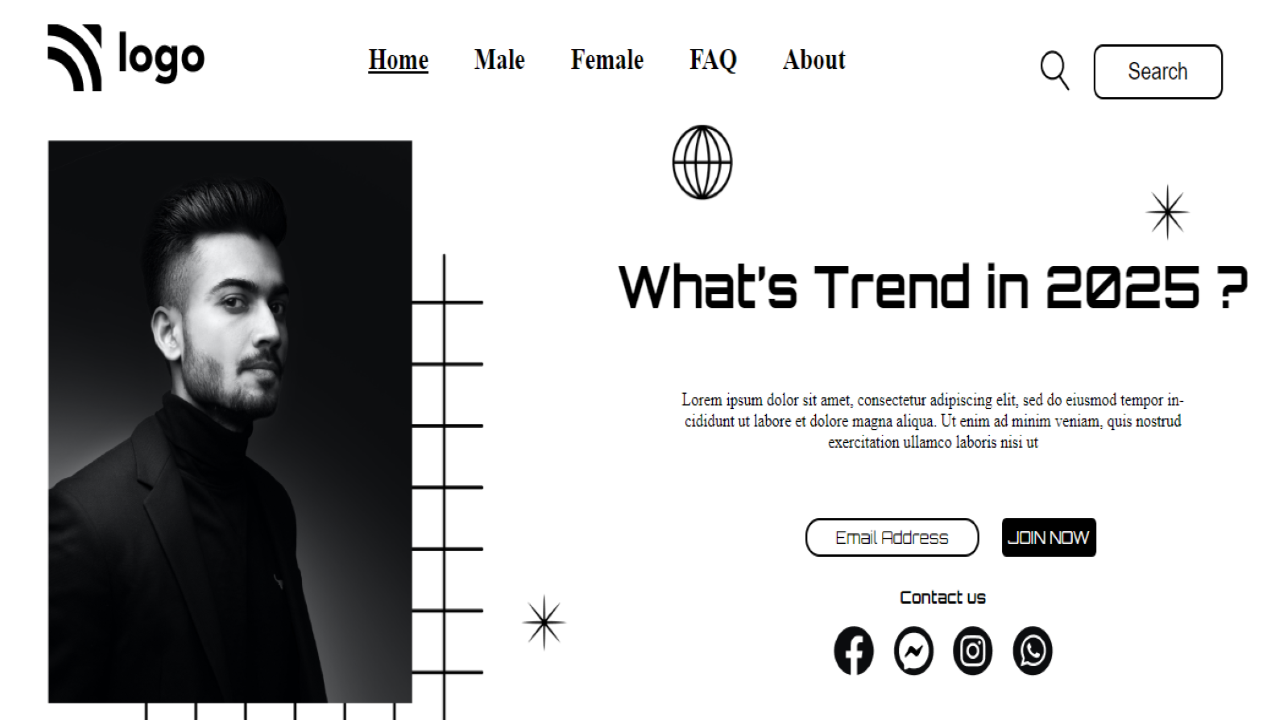 logo
Home Male Female FAQ About
Search
What's Trend in 2025 ?
Lorem ipsum dolor sit amet, consectetur adipiscing elit, sed do eiusmod tempor in-
cididunt ut labore et dolore magna aliqua. Ut enim ad minim veniam, quis nostrud
exercitation ullamco laboris nisi ut
Email Address
JOIN NOW
Contact us